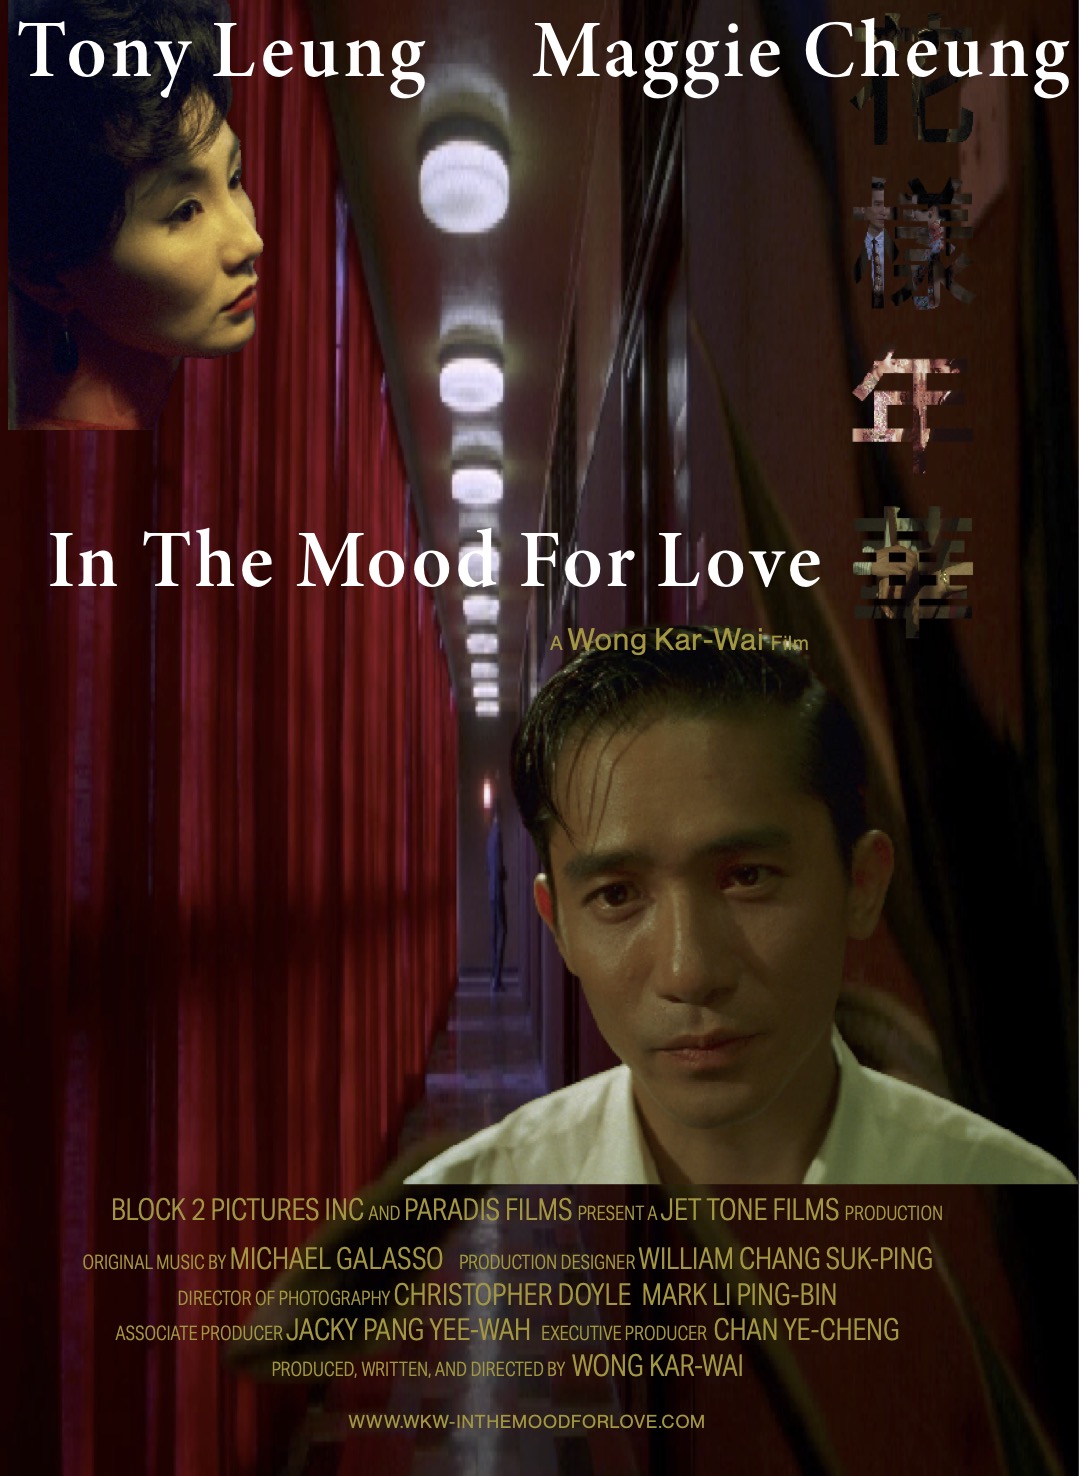 Tony Leung Maggie Cheung
花
樣
年
華
In The Mood For Love
A Wong Kar-Wai Film
BLOCK 2 PICTURES INC AND PARADIS FILMS PRESENT A JET TONE FILMS PRODUCTION
ORIGINAL MUSIC BY MICHAEL GALASSO PRODUCTION DESIGNER WILLIAM CHANG SUK-PING
DIRECTOR OF PHOTOGRAPHY CHRISTOPHER DOYLE MARK LI PING-BIN
ASSOCIATE PRODUCER JACKY PANG YEE-WAH EXECUTIVE PRODUCER CHAN YE-CHENG
PRODUCED, WRITTEN, AND DIRECTED BY WONG KAR-WAI
WWW.WKW-INTHEMOODFORLOVE.COM